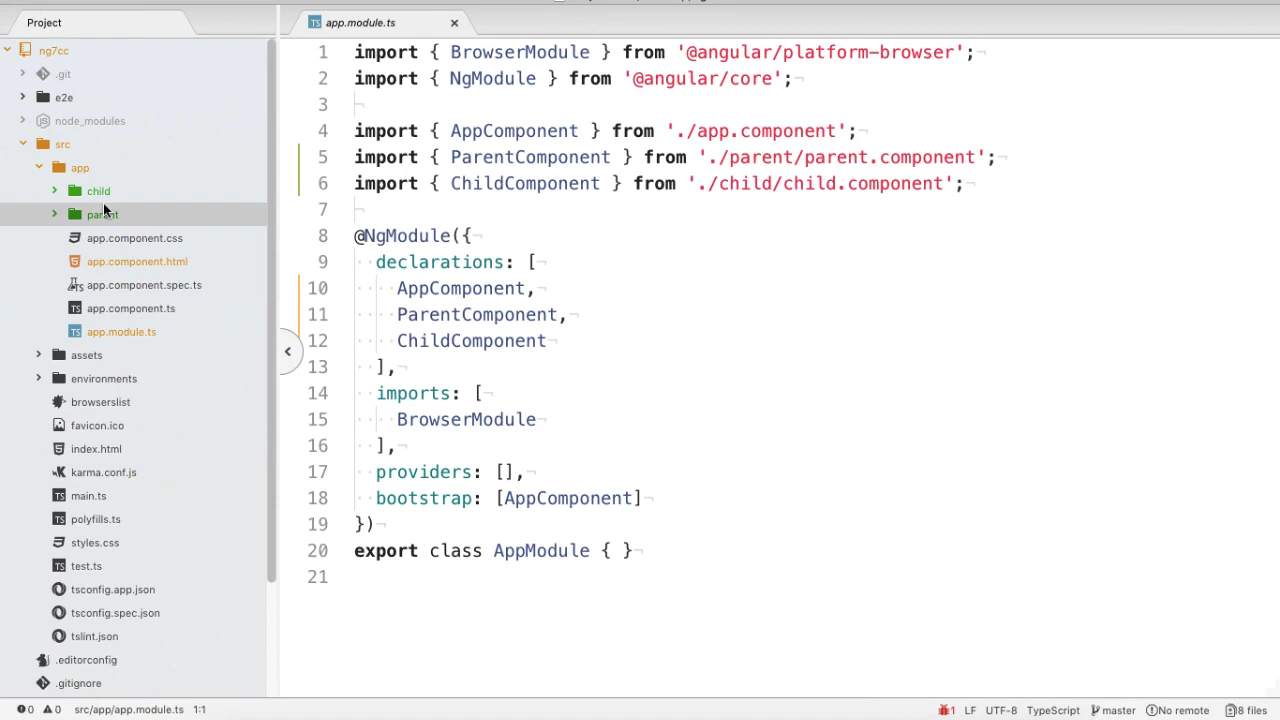 Project
ng7cc
.git
e2e
node_modules
src
app
child
parent
app.component.css
app.component.html
app.component.spec.ts
app.component.ts
app.module.ts
assets
environments
browserslist
favicon.ico
index.html
karma.conf.js
main.ts
polyfills.ts
styles.css
test.ts
tsconfig.app.json
tsconfig.spec.json
tslint.json
.editorconfig
.gitignore
TS app.module.ts
1 import { BrowserModule } from '@angular/platform-browser';
2 import { NgModule } from '@angular/core';
3
4 import { AppComponent } from './app.component';
5 import { ParentComponent } from './parent/parent.component';
6 import { ChildComponent } from './child/child.component';
7
8 @NgModule({
9 declarations: [
10 AppComponent,
11 ParentComponent,
12 ChildComponent
13 ],
14 imports: [
15 BrowserModule
16 ],
17 providers: [],
18 bootstrap: [AppComponent]
19 })
20 export class AppModule { }
21
0 0 src/app/app.module.ts 1:1
1 LF UTF-8 TypeScript master No remote 8 files